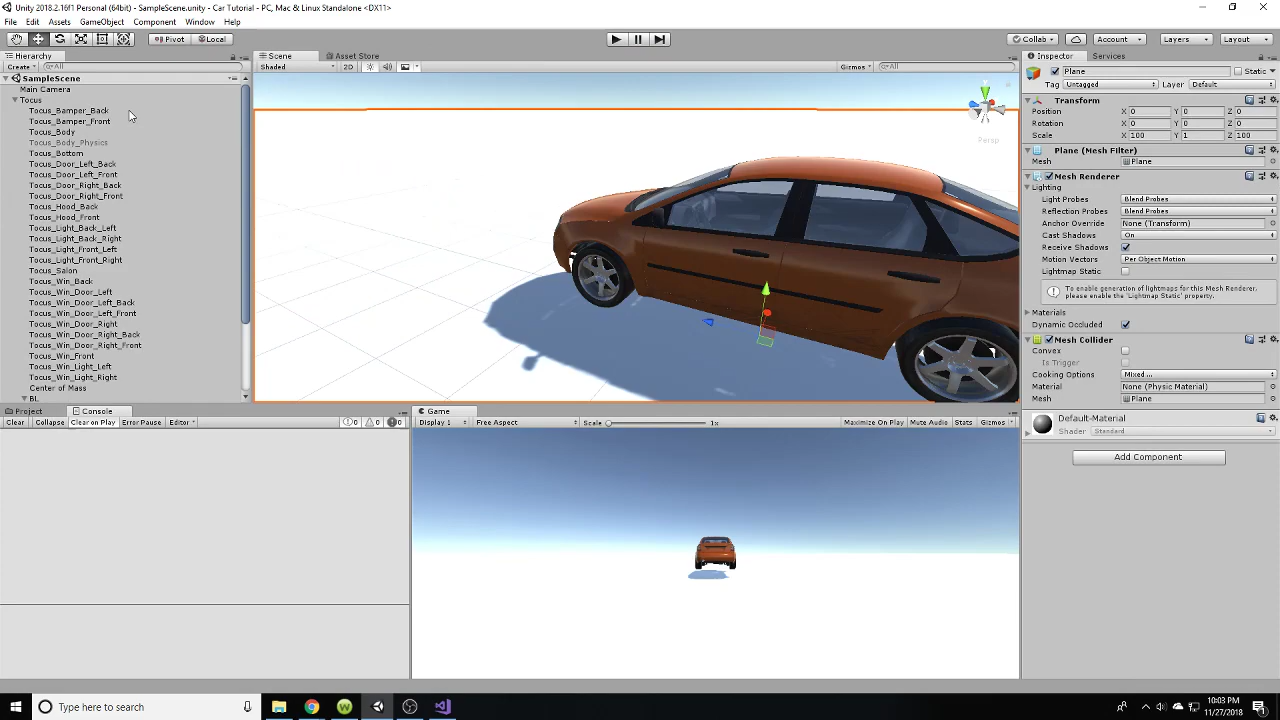 Unity 2018.2.16f1 Personal (64bit) - SampleScene.unity - Car Tutorial - PC, Mac & Linux Standalone <DX11>
File Edit Assets GameObject Component Window Help
Pivot Local Collab Account Layers Layout
Hierarchy
Create All
SampleScene
Main Camera
Tocus
Tocus_Bamper_Back
Tocus_Bamper_Front
Tocus_Body
Tocus_Body_Physics
Tocus_Bottom
Tocus_Door_Left_Back
Tocus_Door_Left_Front
Tocus_Door_Right_Back
Tocus_Door_Right_Front
Tocus_Hood_Back
Tocus_Hood_Front
Tocus_Light_Back_Left
Tocus_Light_Back_Right
Tocus_Light_Front_Left
Tocus_Light_Front_Right
Tocus_Salon
Tocus_Win_Back
Tocus_Win_Door_Left
Tocus_Win_Door_Left_Back
Tocus_Win_Door_Left_Front
Tocus_Win_Door_Right
Tocus_Win_Door_Right_Back
Tocus_Win_Door_Right_Front
Tocus_Win_Front
Tocus_Win_Light_Left
Tocus_Win_Light_Right
Center of Mass
BL
Scene Asset Store
Shaded 2D Gizmos All
y
Persp
Inspector Services
Plane Static
Tag Untagged Layer Default
Transform
Position X 0 Y 0 Z 0
Rotation X 0 Y 0 Z 0
Scale X 100 Y 1 Z 100
Plane (Mesh Filter)
Mesh Plane
Mesh Renderer
Lighting
Light Probes Blend Probes
Reflection Probes Blend Probes
Anchor Override None (Transform)
Cast Shadows On
Receive Shadows
Motion Vectors Per Object Motion
Lightmap Static
To enable generation of lightmaps for this Mesh Renderer,
please enable the 'Lightmap Static' property.
Materials
Dynamic Occluded
Mesh Collider
Convex
Is Trigger
Cooking Options Mixed ...
Material None (Physic Material)
Mesh Plane
Default-Material
Shader Standard
Add Component
Project Console
Clear Collapse Clear on Play Error Pause Editor 0 0 0
Game
Display 1 Free Aspect Scale 1x Maximize On Play Mute Audio Stats Gizmos
Type here to search
10:03 PM
11/27/2018